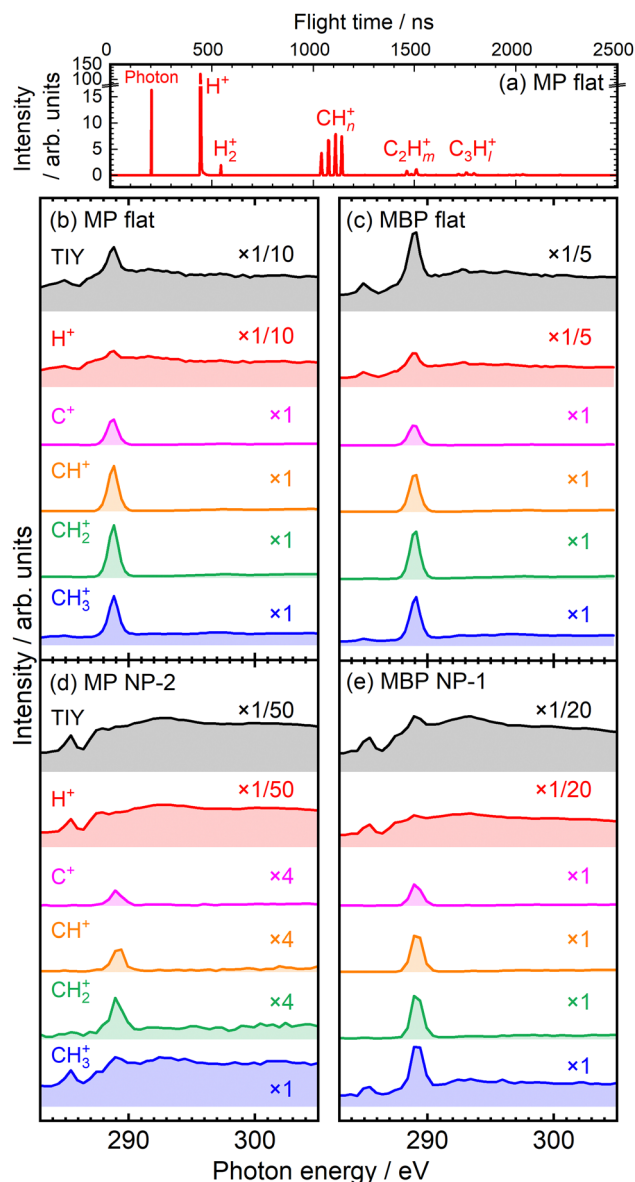 Flight time / ns
0 500 1000 1500 2000 2500
Intensity
/ arb. units
150
100
15
10
5
0
(a) MP flat
Photon
H⁺
H₂⁺
CHₙ⁺
C₂Hₘ⁺
C₃Hₗ⁺
Intensity / arb. units
(b) MP flat
TIY ×1/10
H⁺ ×1/10
C⁺ ×1
CH⁺ ×1
CH₂⁺ ×1
CH₃⁺ ×1
(c) MBP flat
×1/5
×1/5
×1
×1
×1
×1
(d) MP NP-2
TIY ×1/50
H⁺ ×1/50
C⁺ ×4
CH⁺ ×4
CH₂⁺ ×4
CH₃⁺ ×1
(e) MBP NP-1
×1/20
×1/20
×1
×1
×1
×1
290 300 290 300
Photon energy / eV